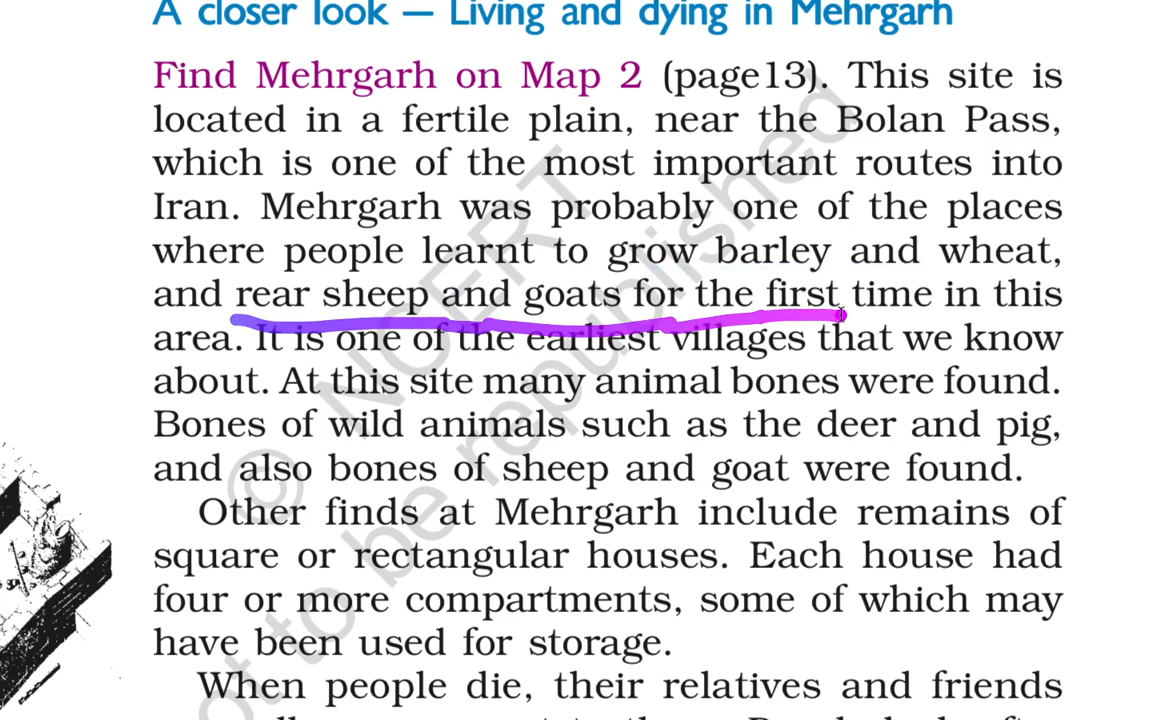 A closer look — Living and dying in Mehrgarh
Find Mehrgarh on Map 2 (page13). This site is
located in a fertile plain, near the Bolan Pass,
which is one of the most important routes into
Iran. Mehrgarh was probably one of the places
where people learnt to grow barley and wheat,
and rear sheep and goats for the first time in this
area. It is one of the earliest villages that we know
about. At this site many animal bones were found.
Bones of wild animals such as the deer and pig,
and also bones of sheep and goat were found.
Other finds at Mehrgarh include remains of
square or rectangular houses. Each house had
four or more compartments, some of which may
have been used for storage.
When people die, their relatives and friends
© NCERT
not to be republished